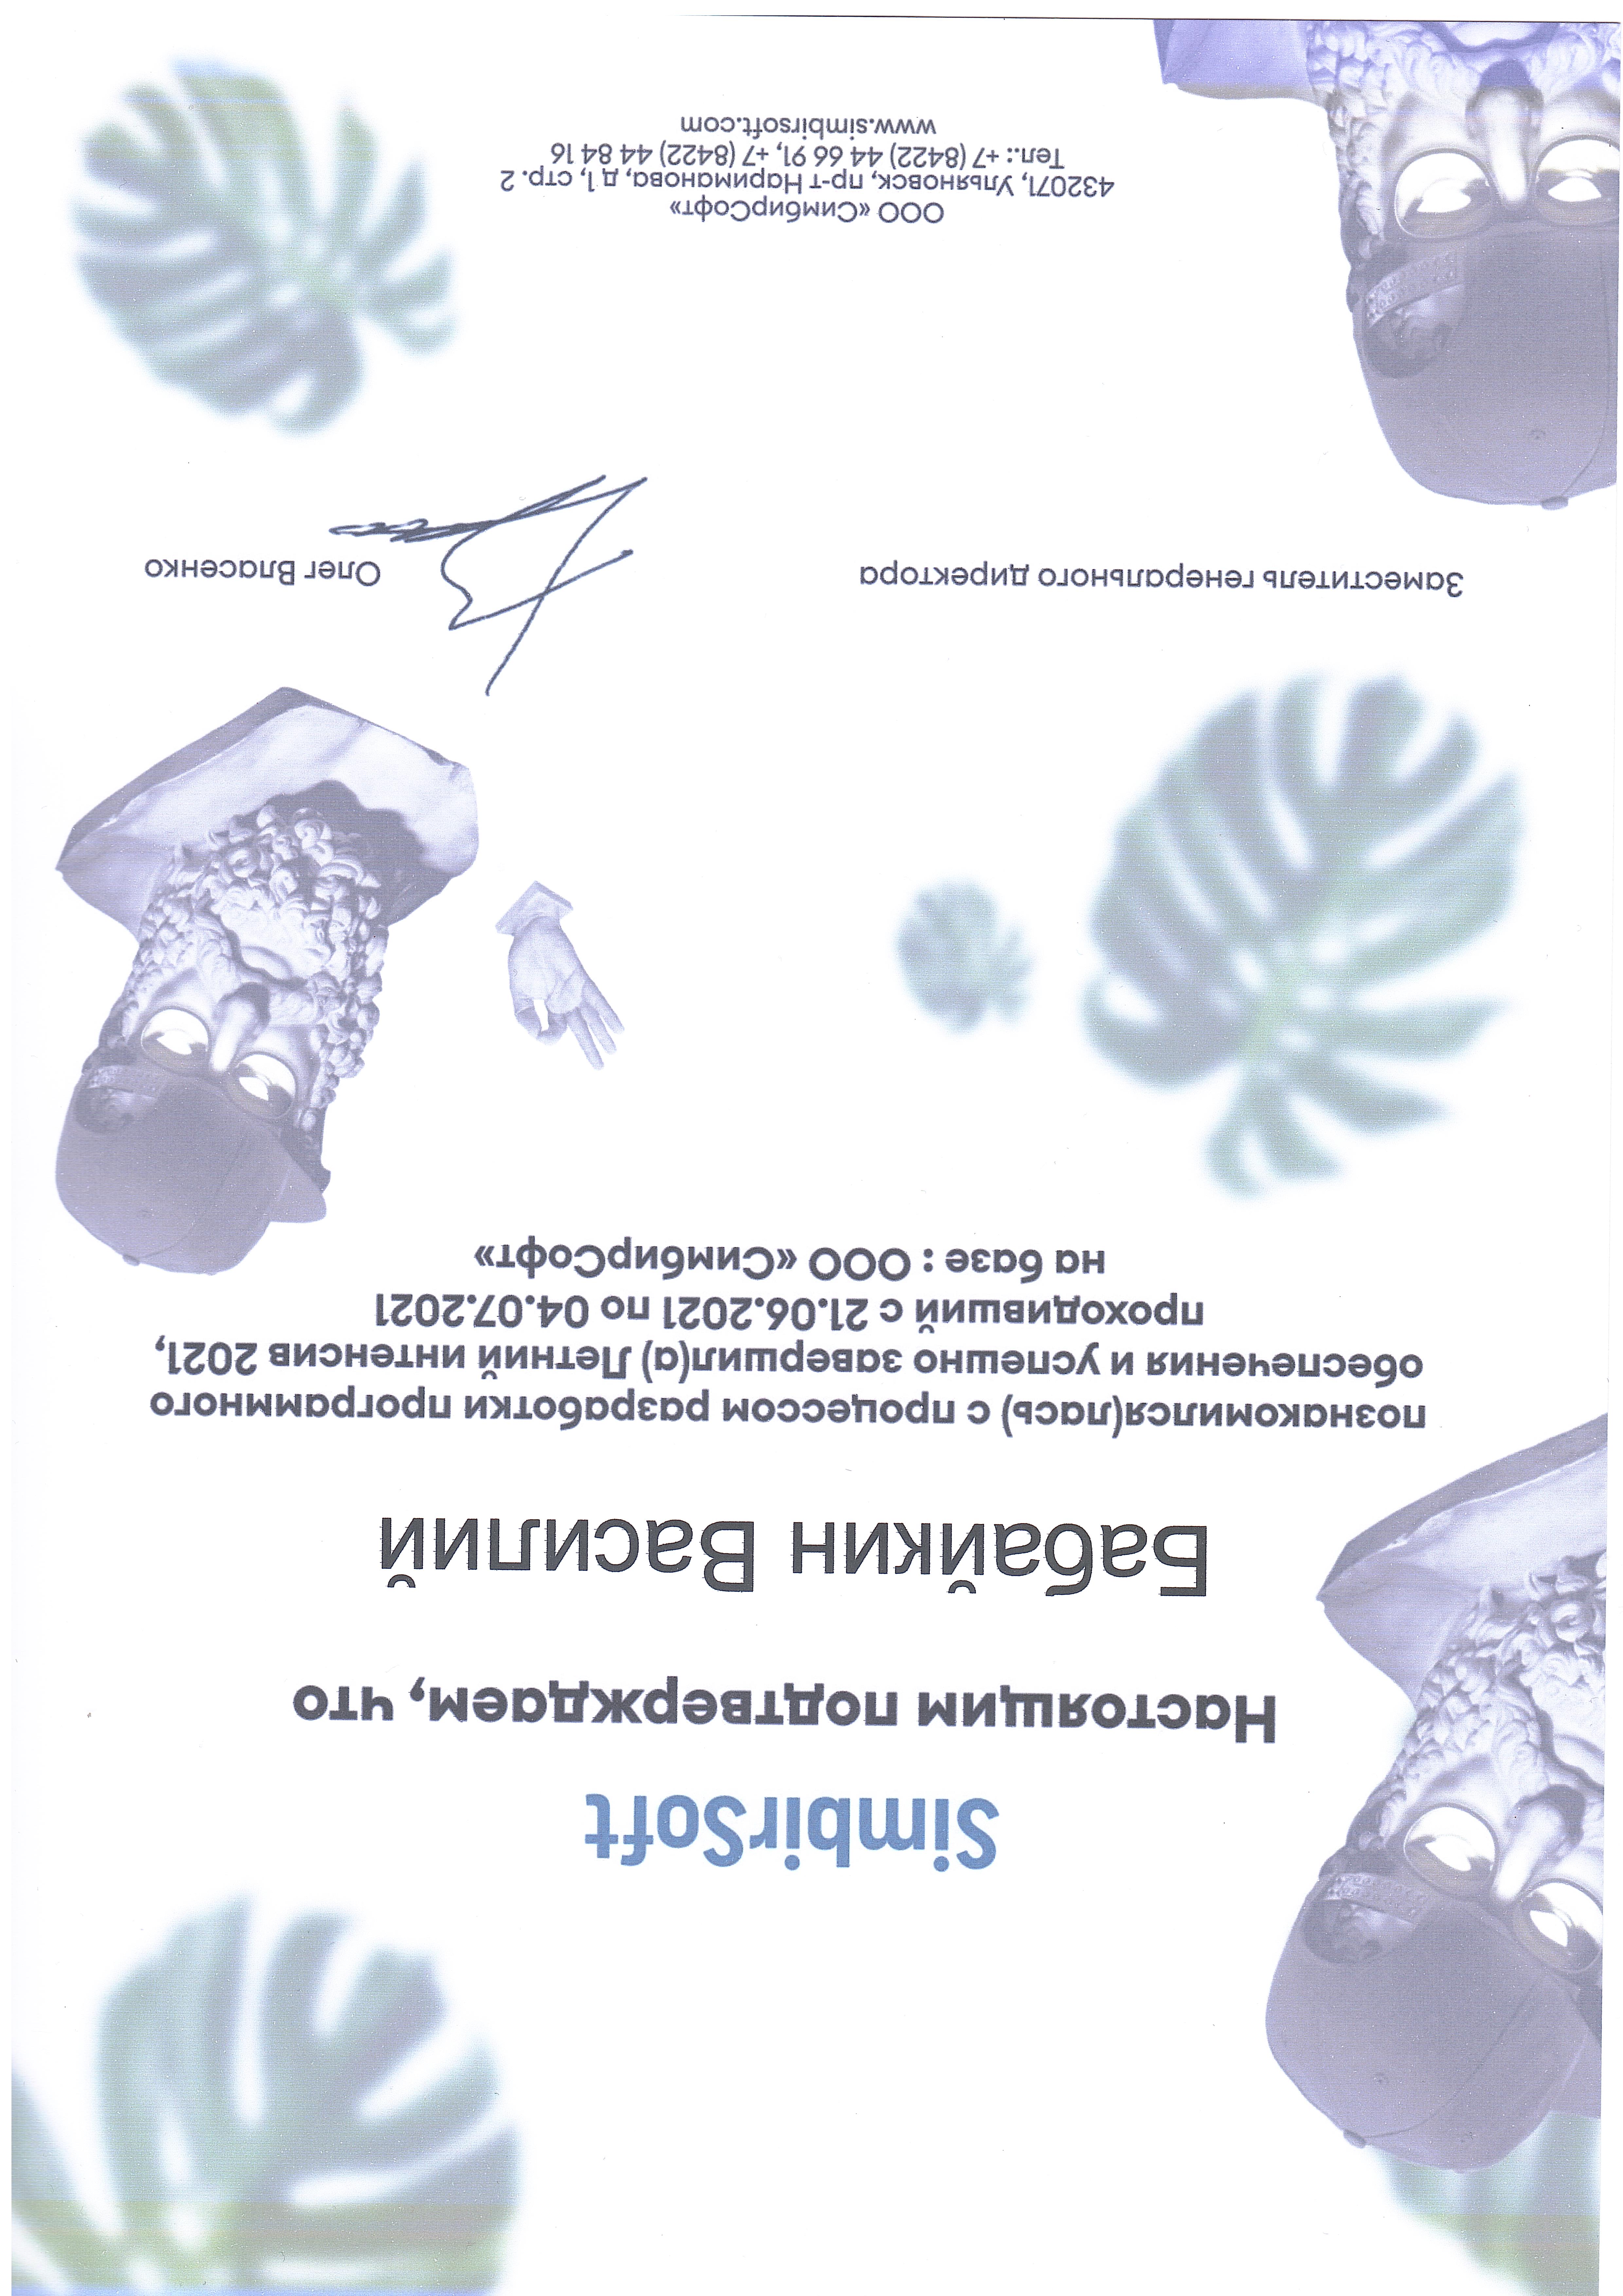 SimbirSoft
Настоящим подтверждаем, что
Бабайкин Василий
познакомился(лась) с процессом разработки программного
обеспечения и успешно завершил(а) Летний интенсив 2021,
проходивший с 21.06.2021 по 04.07.2021
на базе : ООО «СимбирСофт»
Заместитель генерального директора
Олег Власенко
ООО «СимбирСофт»
432071, Ульяновск, пр-т Нариманова, д 1, стр. 2
Тел.: +7 (8422) 44 66 91, +7 (8422) 44 84 16
www.simbirsoft.com